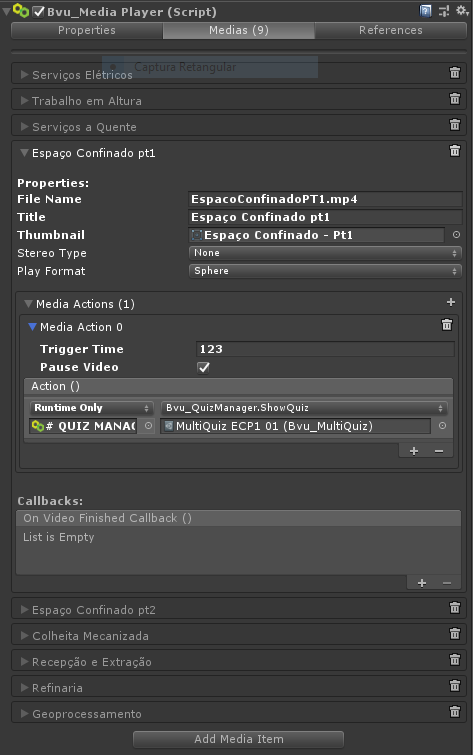 Bvu_Media Player (Script)
Properties Medias (9) References
Captura Retangular
Serviços Elétricos
Trabalho em Altura
Serviços a Quente
Espaço Confinado pt1
Properties:
File Name EspacoConfinadoPT1.mp4
Title Espaço Confinado pt1
Thumbnail Espaço Confinado - Pt1
Stereo Type None
Play Format Sphere
Media Actions (1)
Media Action 0
Trigger Time 123
Pause Video
Action ()
Runtime Only Bvu_QuizManager.ShowQuiz
# QUIZ MANAG MultiQuiz ECP1 01 (Bvu_MultiQuiz)
Callbacks:
On Video Finished Callback ()
List is Empty
Espaço Confinado pt2
Colheita Mecanizada
Recepção e Extração
Refinaria
Geoprocessamento
Add Media Item